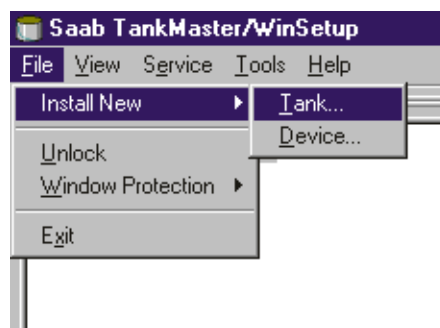 Saab TankMaster/WinSetup
File View Service Tools Help
Install New Tank...
Device...
Unlock
Window Protection
Exit